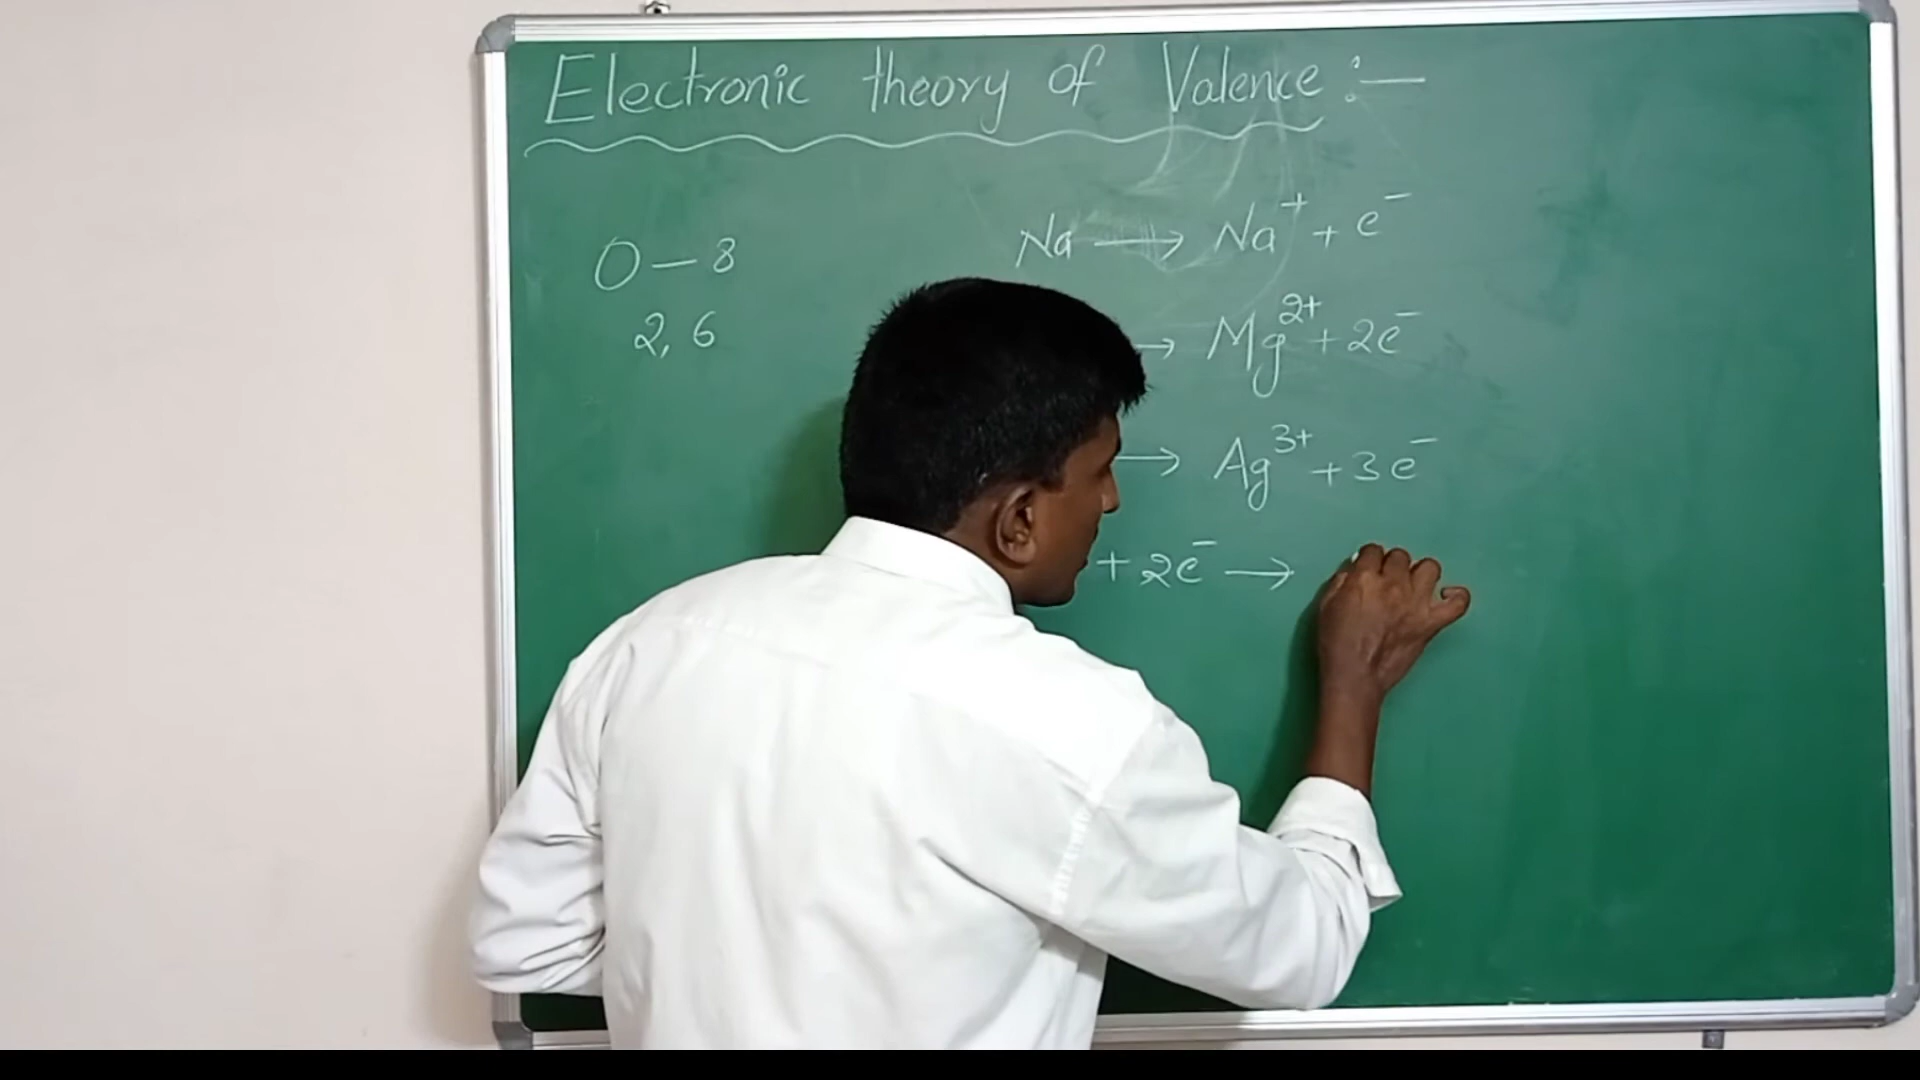 Electronic theory of Valence :—
O — 8
2, 6
Na → Na⁺ + e⁻
→ Mg²⁺ + 2e⁻
→ Ag³⁺ + 3e⁻
+ 2e⁻ →